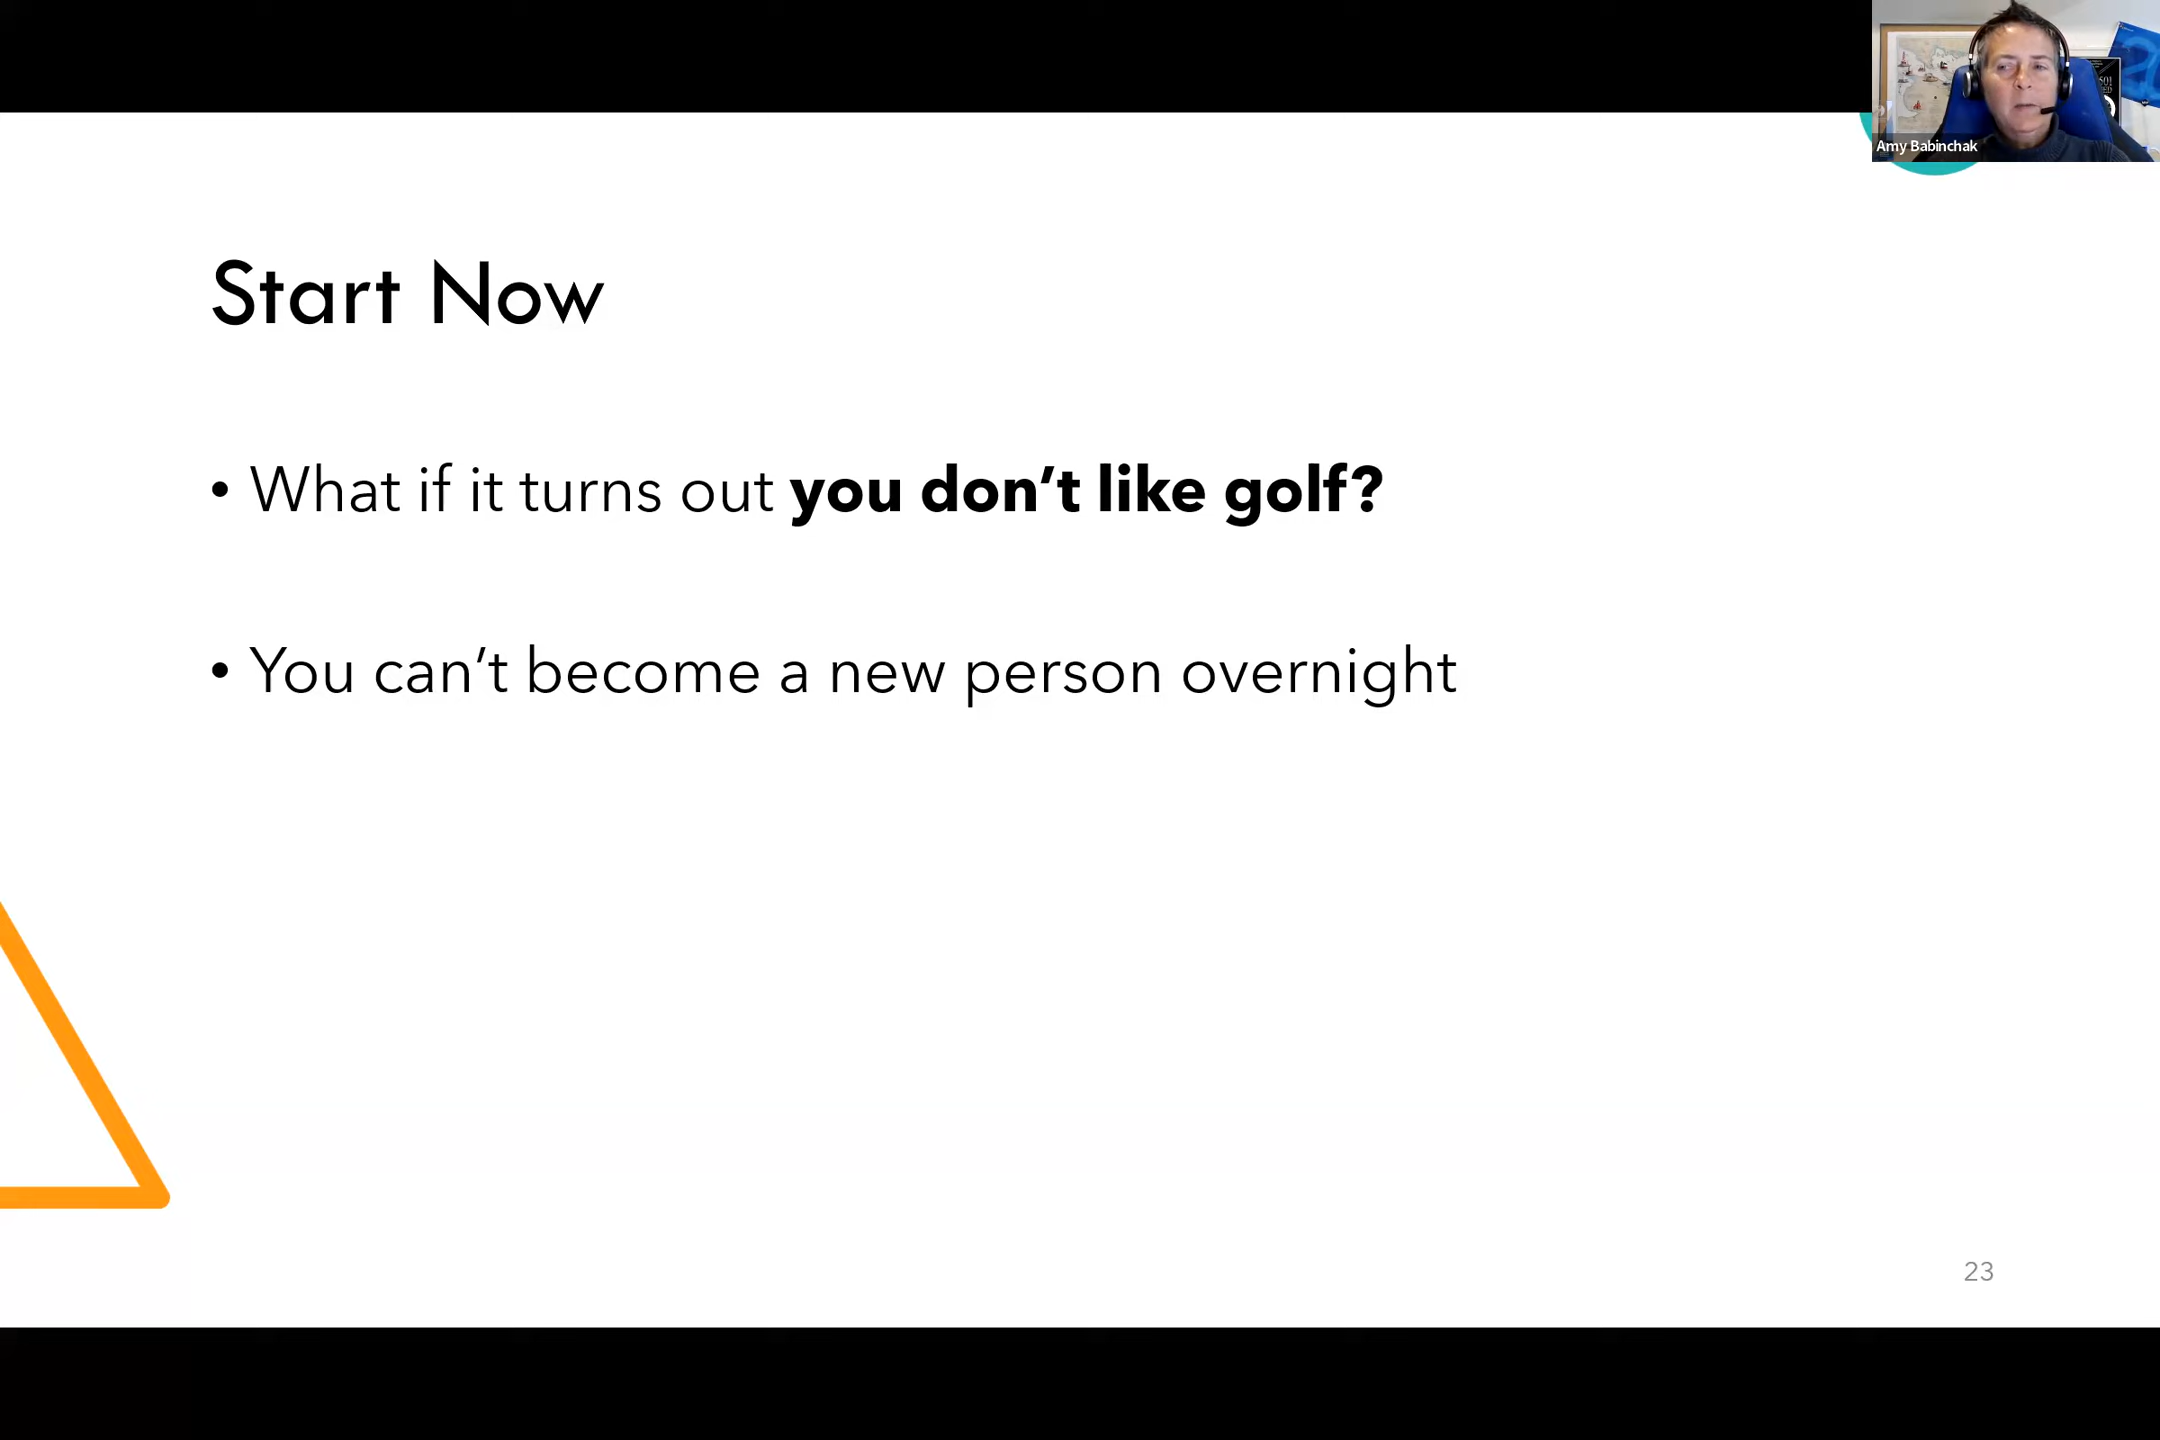 Amy Babinchak
Start Now
• What if it turns out you don’t like golf?
• You can’t become a new person overnight
23